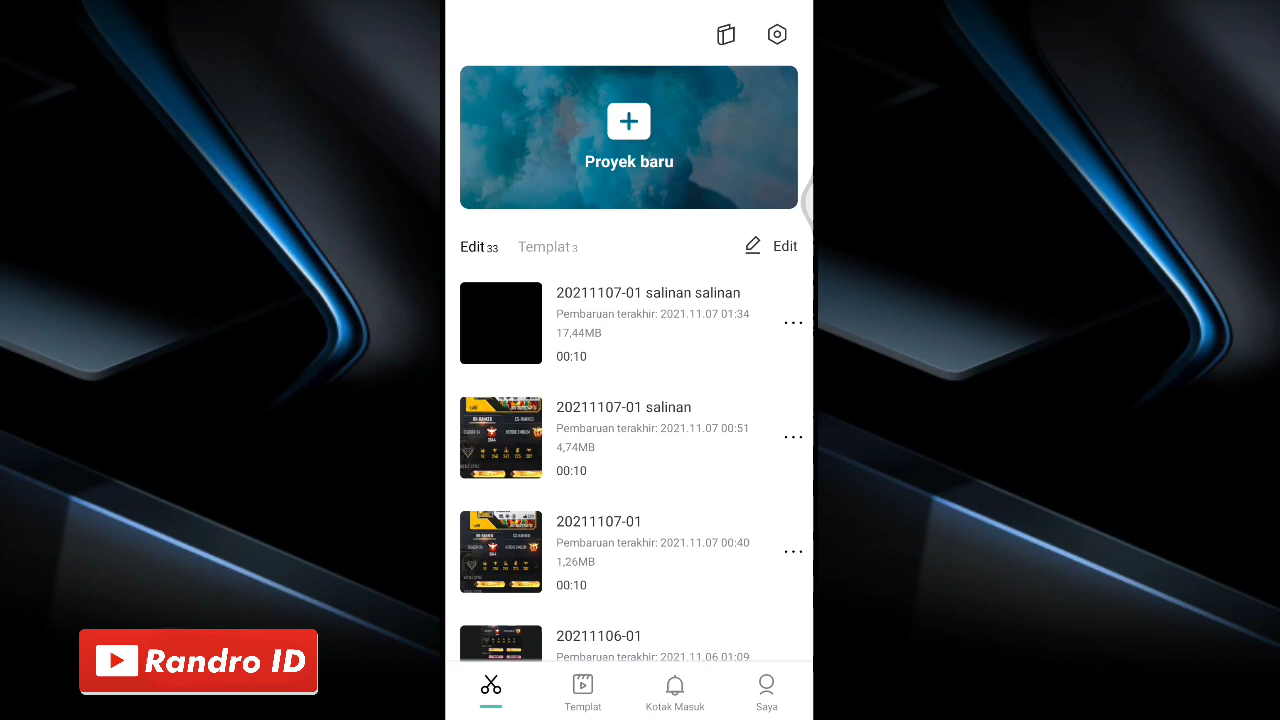 Proyek baru
Edit 33
Templat 3
Edit
20211107-01 salinan salinan
Pembaruan terakhir: 2021.11.07 01:34
17,44MB
00:10
20211107-01 salinan
Pembaruan terakhir: 2021.11.07 00:51
4,74MB
00:10
20211107-01
Pembaruan terakhir: 2021.11.07 00:40
1,26MB
00:10
20211106-01
Pembaruan terakhir: 2021.11.06 01:09
Randro ID
Templat
Kotak Masuk
Saya